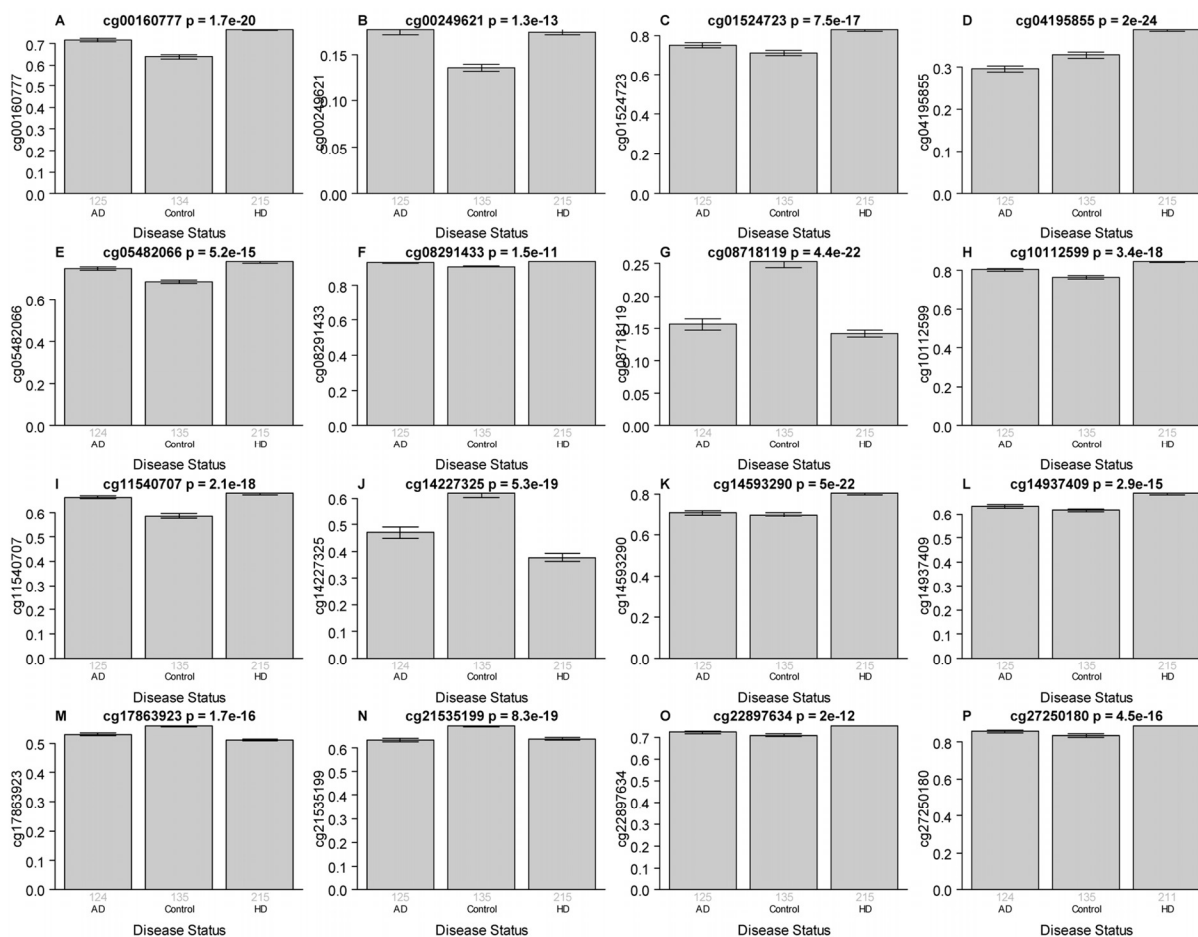 A cg00160777 p = 1.7e-20
cg00160777
0.7
0.6
0.5
0.4
0.3
0.2
0.1
0.0
125 134 215
AD Control HD
Disease Status
B cg00249621 p = 1.3e-13
cg00249621
0.15
0.10
0.05
0.00
125 135 215
AD Control HD
Disease Status
C cg01524723 p = 7.5e-17
cg01524723
0.8
0.6
0.4
0.2
0.0
125 135 215
AD Control HD
Disease Status
D cg04195855 p = 2e-24
cg04195855
0.3
0.2
0.1
0.0
125 135 215
AD Control HD
Disease Status
E cg05482066 p = 5.2e-15
cg05482066
0.6
0.4
0.2
0.0
124 135 215
AD Control HD
Disease Status
F cg08291433 p = 1.5e-11
cg08291433
0.8
0.6
0.4
0.2
0.0
125 135 215
AD Control HD
Disease Status
G cg08718119 p = 4.4e-22
cg08718119
0.25
0.20
0.15
0.10
0.05
0.00
124 135 215
AD Control HD
Disease Status
H cg10112599 p = 3.4e-18
cg10112599
0.8
0.6
0.4
0.2
0.0
125 135 215
AD Control HD
Disease Status
I cg11540707 p = 2.1e-18
cg11540707
0.6
0.5
0.4
0.3
0.2
0.1
0.0
125 135 215
AD Control HD
Disease Status
J cg14227325 p = 5.3e-19
cg14227325
0.6
0.5
0.4
0.3
0.2
0.1
0.0
124 135 215
AD Control HD
Disease Status
K cg14593290 p = 5e-22
cg14593290
0.8
0.6
0.4
0.2
0.0
125 135 215
AD Control HD
Disease Status
L cg14937409 p = 2.9e-15
cg14937409
0.6
0.5
0.4
0.3
0.2
0.1
0.0
125 135 215
AD Control HD
Disease Status
M cg17863923 p = 1.7e-16
cg17863923
0.5
0.4
0.3
0.2
0.1
0.0
124 135 215
AD Control HD
Disease Status
N cg21535199 p = 8.3e-19
cg21535199
0.6
0.5
0.4
0.3
0.2
0.1
0.0
125 135 215
AD Control HD
Disease Status
O cg22897634 p = 2e-12
cg22897634
0.7
0.6
0.5
0.4
0.3
0.2
0.1
0.0
125 135 215
AD Control HD
Disease Status
P cg27250180 p = 4.5e-16
cg27250180
0.8
0.6
0.4
0.2
0.0
124 135 211
AD Control HD
Disease Status